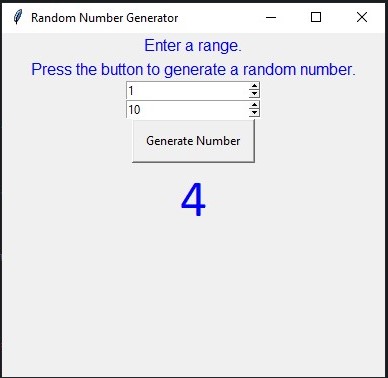 Random Number Generator
Enter a range.
Press the button to generate a random number.
1
10
Generate Number
4